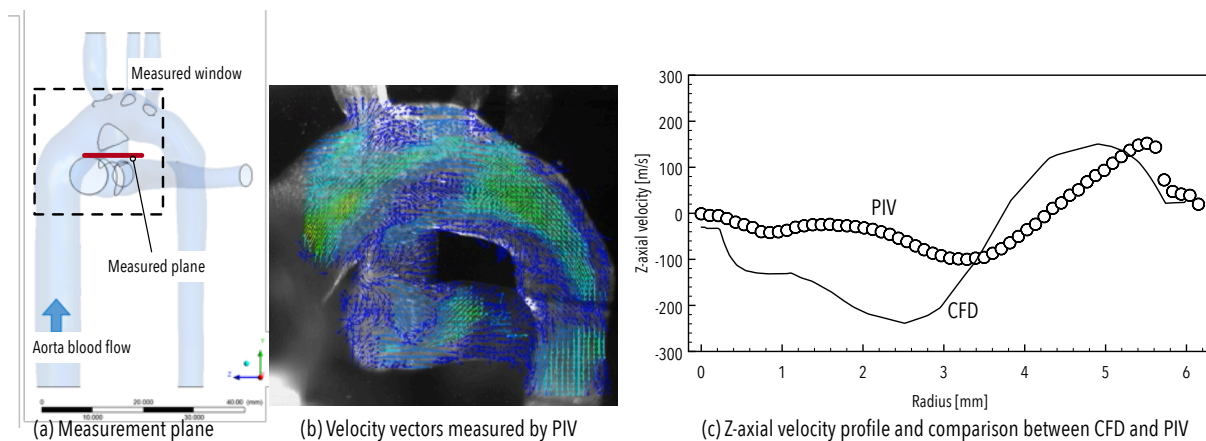 Measured window
Measured plane
Aorta blood flow
Y
Z
0
20.000
40.00 (mm)
10.000
30.000
(a) Measurement plane
(b) Velocity vectors measured by PIV
Z-axial velocity [m/s]
300
200
100
0
-100
-200
-300
PIV
CFD
0 1 2 3 4 5 6
Radius [mm]
(c) Z-axial velocity profile and comparison between CFD and PIV